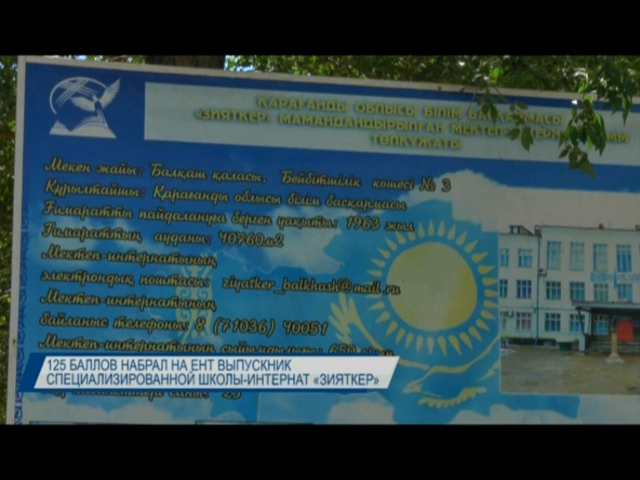 ҚАРАҒАНДЫ ОБЛЫСЫ БІЛІМ БАСҚАРМАСЫ
«ЗИЯТКЕР» МАМАНДАНДЫРЫЛҒАН МЕКТЕП-
ТӨЛҚҰЖАТЫ
Мекен жайы: Балқаш қаласы, Бейбітшілік көшесі № 3
Құрылтайшы: Қарағанды облысы білім басқармасы
Ғимаратты пайдалануға берген уақыты: 1963 жыл
Ғимараттың ауданы: 40760м2
Мектеп-интернатының
электрондық поштасы: ziyatker_balkhash@mail.ru
Мектеп-интернатының
байланыс телефоны: 8 (71036) 40051
Мектеп-интернатының
125 БАЛЛОВ НАБРАЛ НА ЕНТ ВЫПУСКНИК
СПЕЦИАЛИЗИРОВАННОЙ ШКОЛЫ-ИНТЕРНАТ «ЗИЯТКЕР»